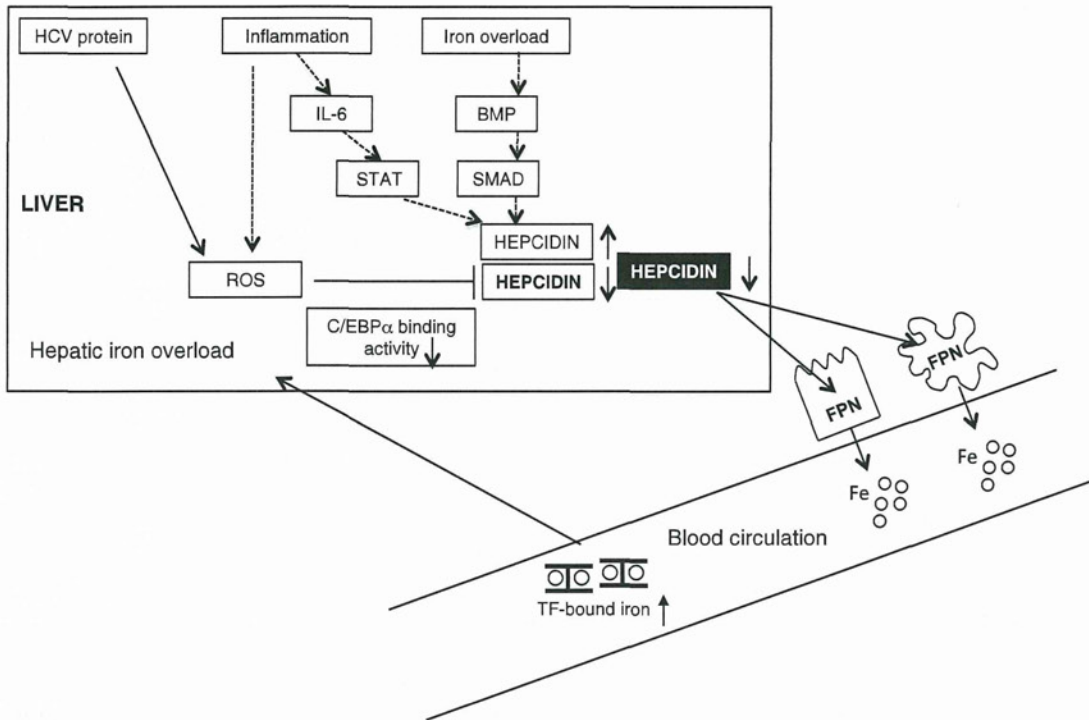 HCV protein
Inflammation
Iron overload
IL-6
BMP
STAT
SMAD
LIVER
HEPCIDIN
HEPCIDIN
HEPCIDIN
ROS
C/EBPα binding
activity
Hepatic iron overload
FPN
FPN
Fe
Fe
Blood circulation
TF-bound iron